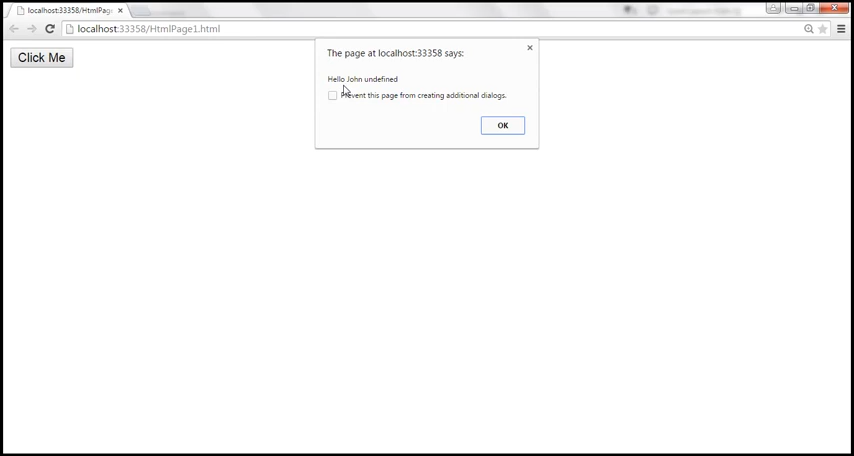 localhost:33358/HtmlPag
localhost:33358/HtmlPage1.html
Click Me
The page at localhost:33358 says:
Hello John undefined
Prevent this page from creating additional dialogs.
OK